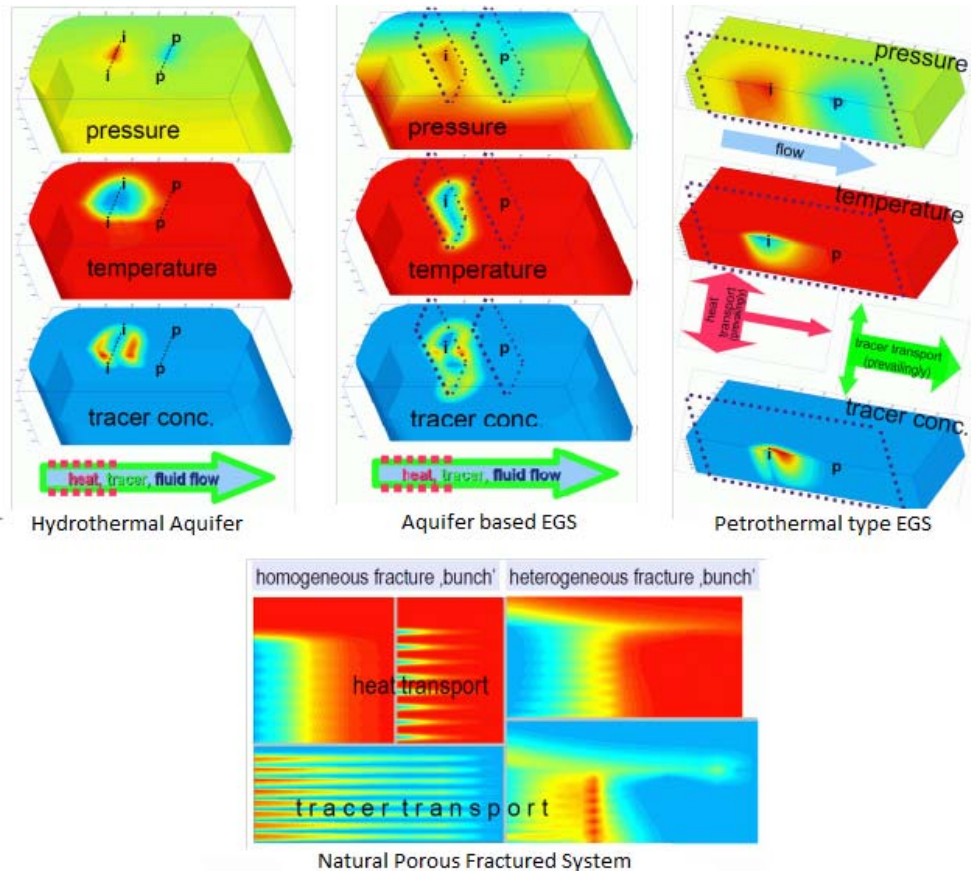 i
p
i
p
pressure
i
p
i
p
temperature
i
p
i
p
tracer conc.
heat, tracer, fluid flow
Hydrothermal Aquifer
i
p
pressure
i
p
temperature
i
p
tracer conc.
heat, tracer, fluid flow
Aquifer based EGS
pressure
i
p
flow
temperature
i
p
heat
transport
(prevailingly)
tracer transport
(prevailingly)
tracer conc.
i
p
Petrothermal type EGS
homogeneous fracture ‚bunch'
heterogeneous fracture ‚bunch'
heat transport
tracer transport
Natural Porous Fractured System